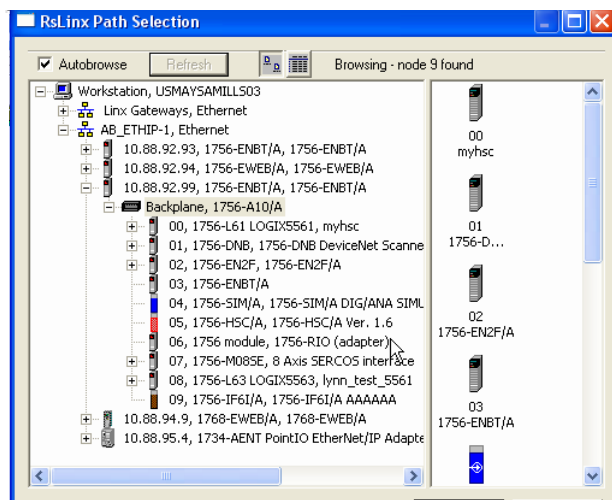 RsLinx Path Selection
Autobrowse
Refresh
Browsing - node 9 found
Workstation, USMAYSAMILLS03
Linx Gateways, Ethernet
AB_ETHIP-1, Ethernet
10.88.92.93, 1756-ENBT/A, 1756-ENBT/A
10.88.92.94, 1756-EWEB/A, 1756-EWEB/A
10.88.92.99, 1756-ENBT/A, 1756-ENBT/A
Backplane, 1756-A10/A
00, 1756-L61 LOGIX5561, myhsc
01, 1756-DNB, 1756-DNB DeviceNet Scanne
02, 1756-EN2F, 1756-EN2F/A
03, 1756-ENBT/A
04, 1756-SIM/A, 1756-SIM/A DIG/ANA SIMU
05, 1756-HSC/A, 1756-HSC/A Ver. 1.6
06, 1756 module, 1756-RIO (adapter)
07, 1756-M08SE, 8 Axis SERCOS interface
08, 1756-L63 LOGIX5563, lynn_test_5561
09, 1756-IF6I/A, 1756-IF6I/A AAAAAA
10.88.94.9, 1768-EWEB/A, 1768-EWEB/A
10.88.95.4, 1734-AENT PointIO EtherNet/IP Adapte
00
myhsc
01
1756-D...
02
1756-EN2F/A
03
1756-ENBT/A